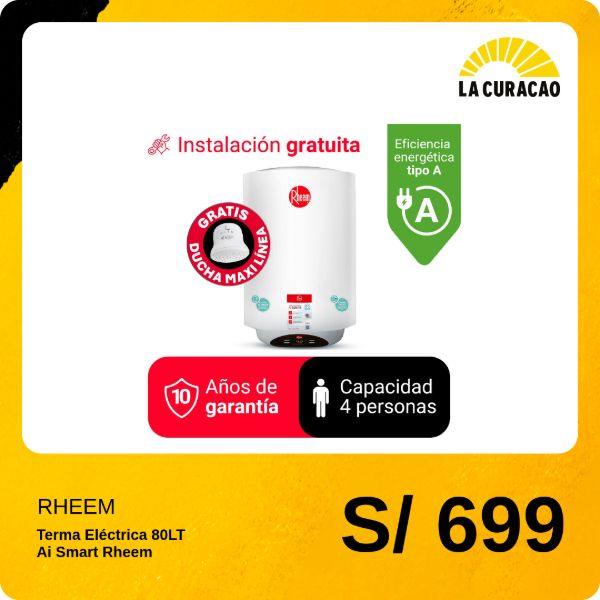 LA CURACAO
Instalación gratuita
Eficiencia
energética
tipo A
A
Rheem
GRATIS
DUCHA MAXI LÍNEA
10
Años de
garantía
Capacidad
4 personas
RHEEM
Terma Eléctrica 80LT
Ai Smart Rheem
S/ 699